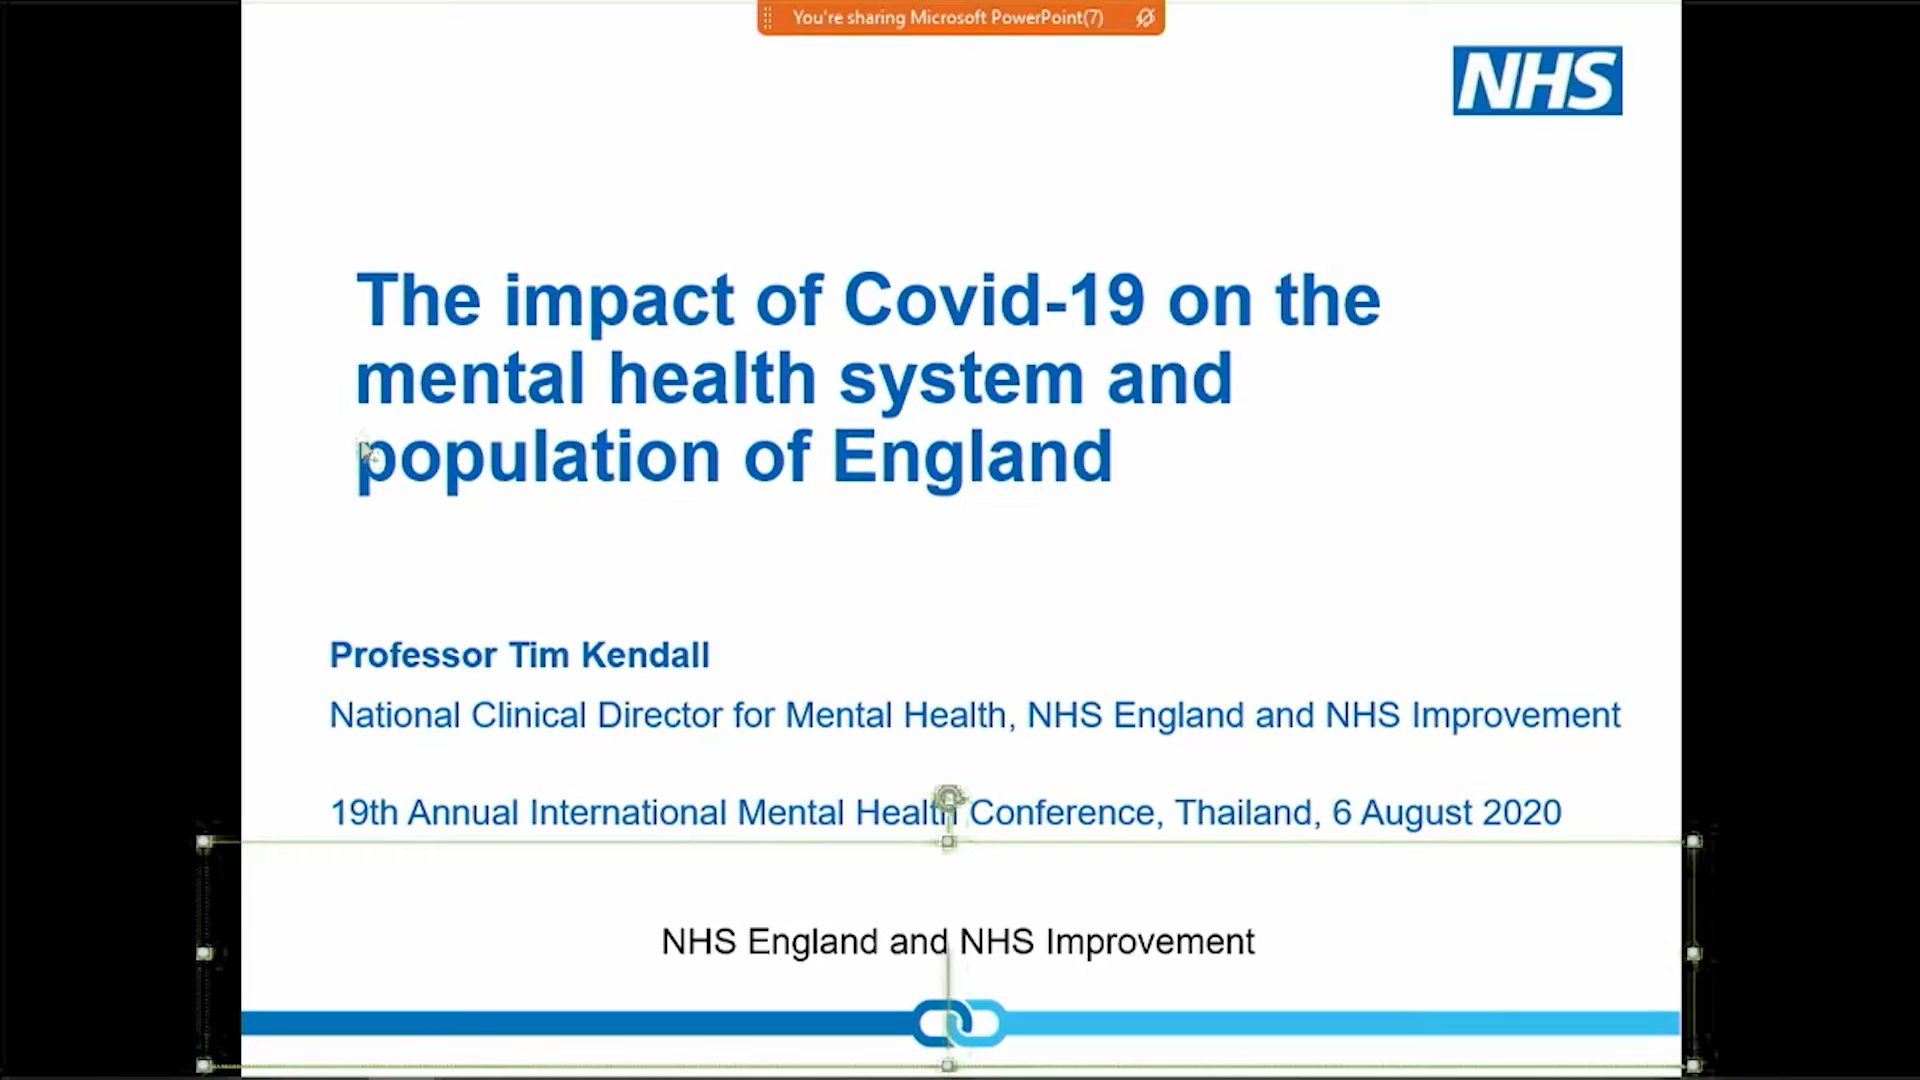 You're sharing Microsoft PowerPoint(7)
NHS
The impact of Covid-19 on the
mental health system and
population of England
Professor Tim Kendall
National Clinical Director for Mental Health, NHS England and NHS Improvement
19th Annual International Mental Health Conference, Thailand, 6 August 2020
NHS England and NHS Improvement